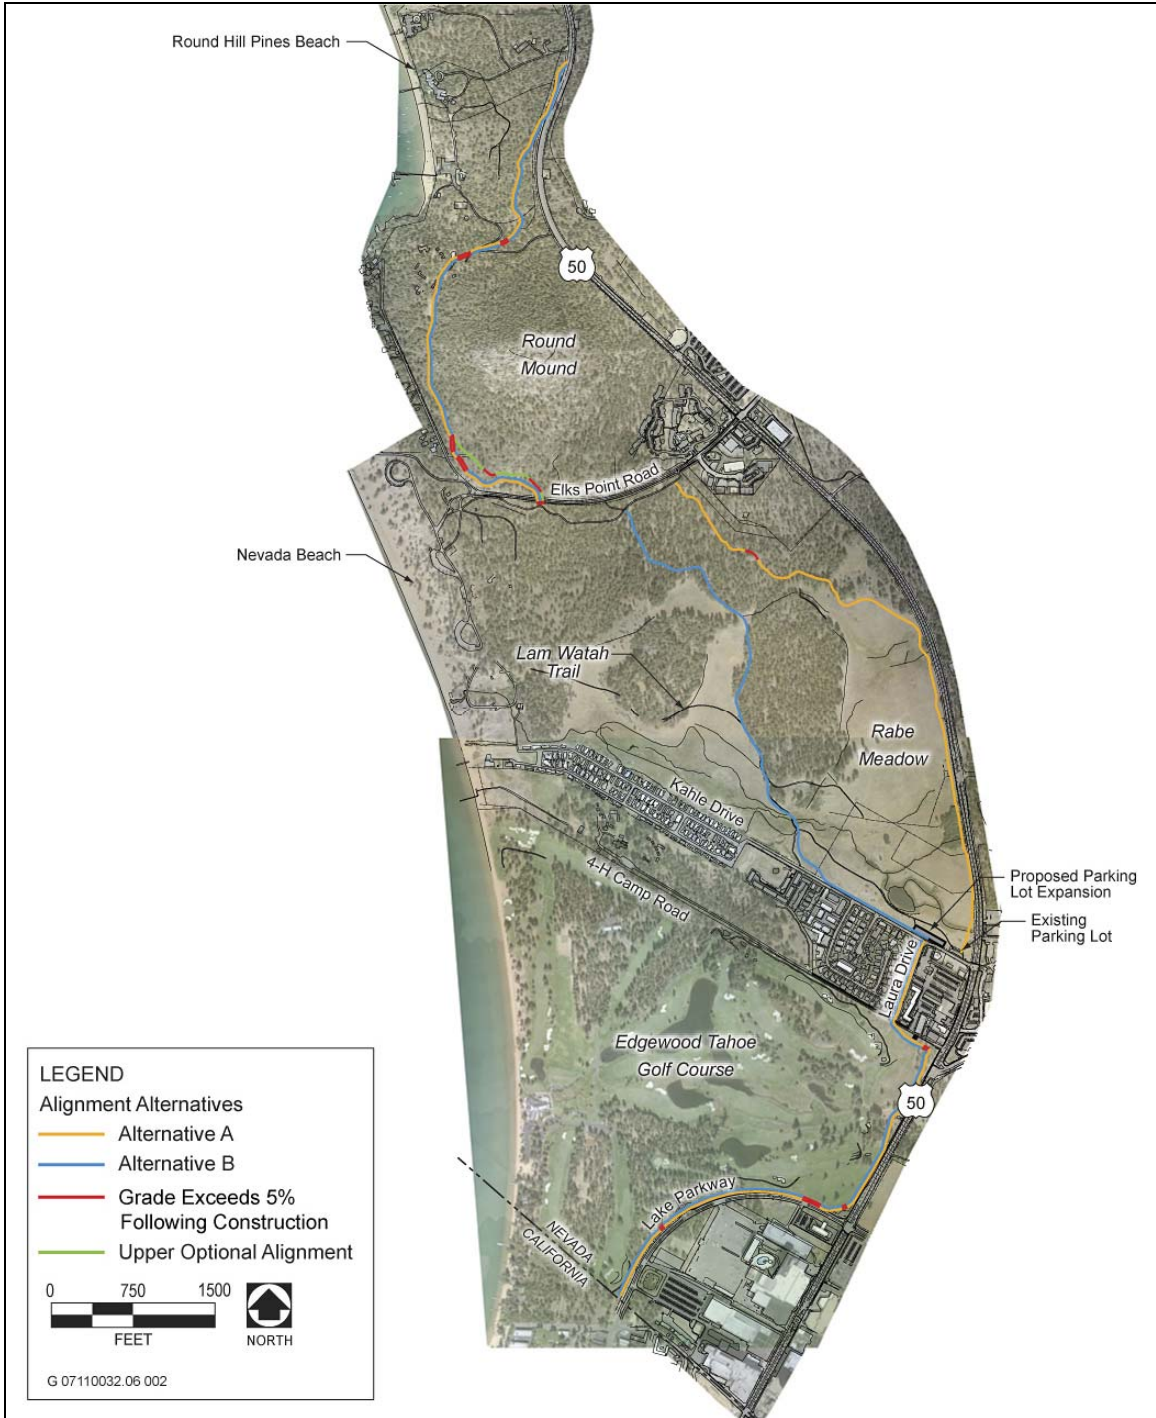 Round Hill Pines Beach
50
Round
Mound
Elks Point Road
Nevada Beach
Lam Watah
Trail
Rabe
Meadow
Kahle Drive
4-H Camp Road
Proposed Parking
Lot Expansion
Existing
Parking Lot
Laura Drive
Edgewood Tahoe
Golf Course
50
Lake Parkway
NEVADA
CALIFORNIA
LEGEND
Alignment Alternatives
Alternative A
Alternative B
Grade Exceeds 5%
Following Construction
Upper Optional Alignment
0 750 1500
FEET
NORTH
G 07110032.06 002